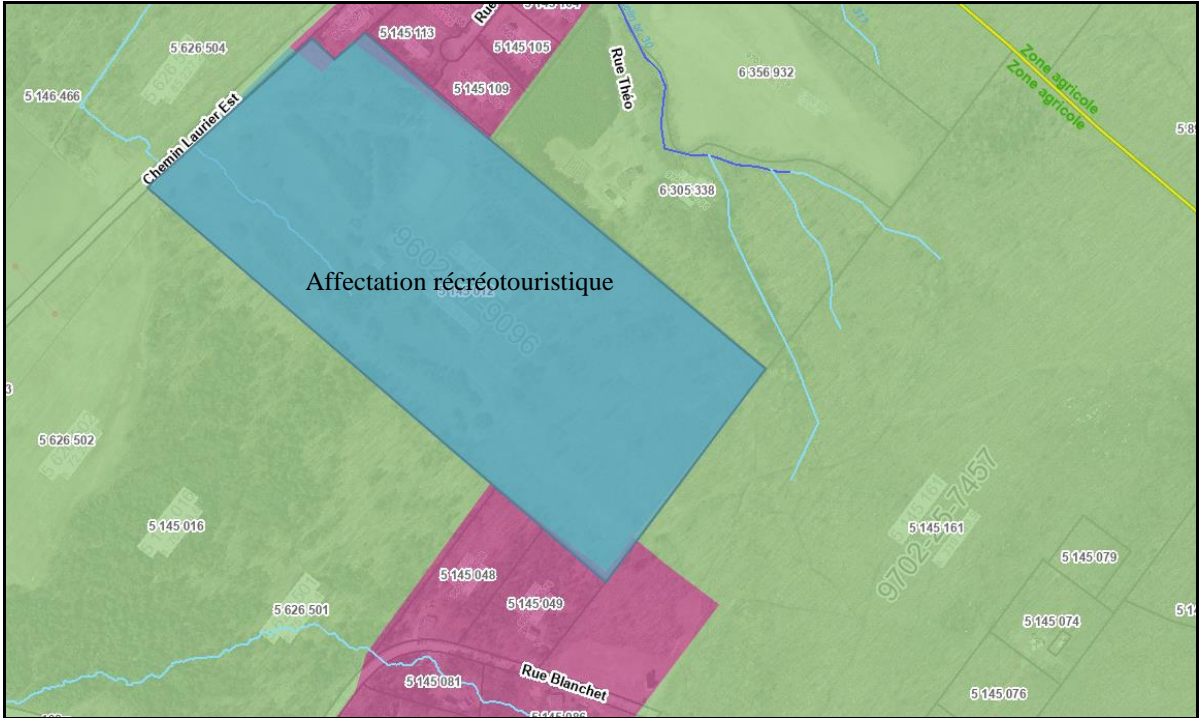 5 145 113
5 626 504
5 145 105
Rue
Rue Théo
6 356 932
Zone agricole
Zone agricole
5 146 466
5 145 109
Chemin Laurier Est
6 305 338
Affectation récréotouristique
5 626 502
5 145 016
5 145 161
9702-25-7457
5 145 079
5 145 048
5 145 049
5 626 501
5 145 074
Rue Blanchet
5 145 081
5 145 076